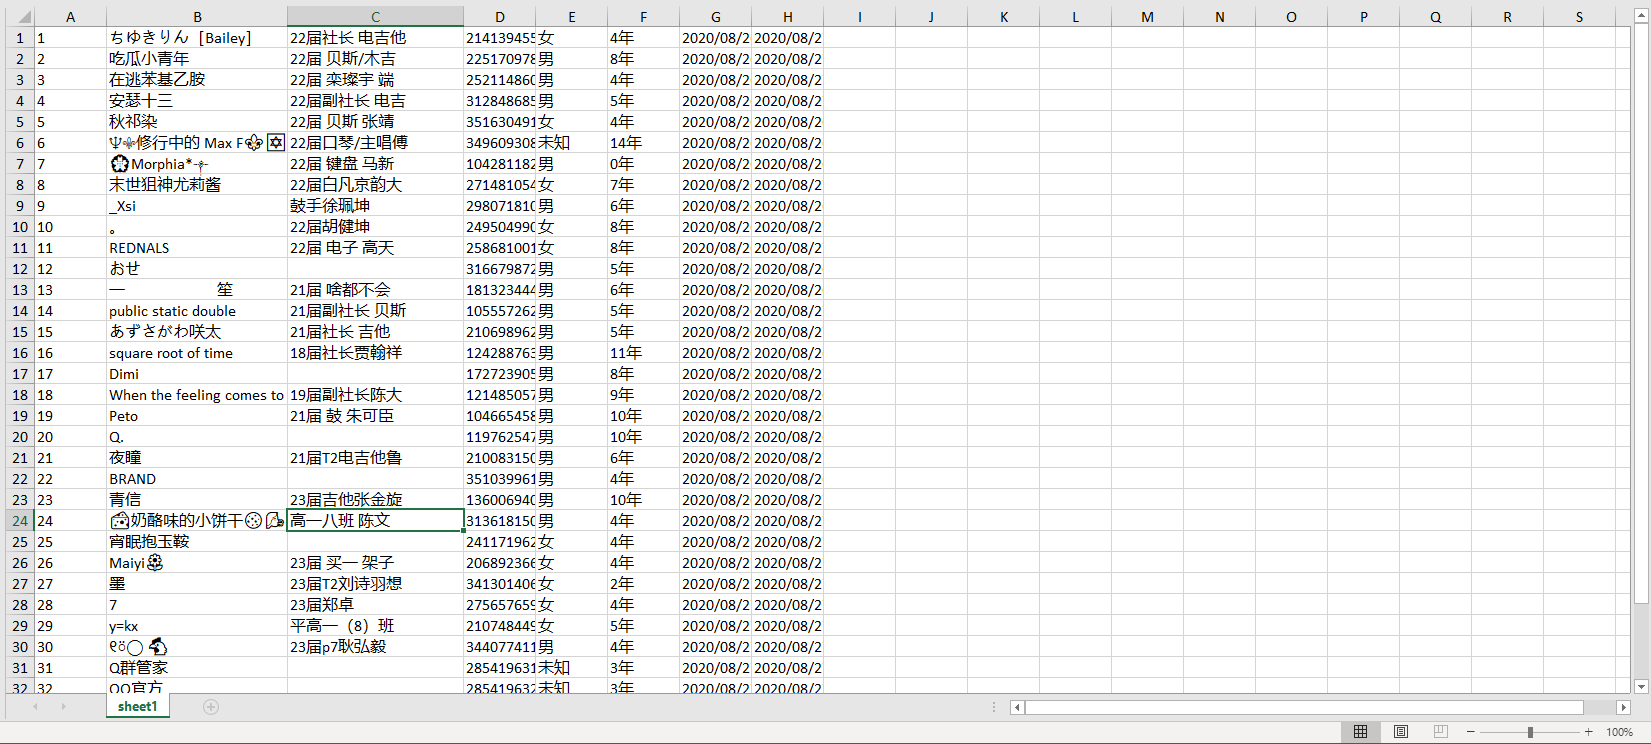 A B C D E F G H I J K L M N O P Q R S
1 1 ちゆきりん [Bailey] 22届社长 电吉他 214139455 女 4年 2020/08/2 2020/08/2
2 2 吃瓜小青年 22届 贝斯/木吉 225170978 男 8年 2020/08/2 2020/08/2
3 3 在逃苯基乙胺 22届 栾璨宇 端 252114860 男 4年 2020/08/2 2020/08/2
4 4 安瑟十三 22届副社长 电吉 312848685 男 5年 2020/08/2 2020/08/2
5 5 秋祁染 22届 贝斯 张靖 351630491 女 4年 2020/08/2 2020/08/2
6 6 修行中的 Max F 22届口琴/主唱傅 349609308 未知 14年 2020/08/2 2020/08/2
7 7 Morphia* 22届 键盘 马新 104281182 男 0年 2020/08/2 2020/08/2
8 8 末世狙神尤莉酱 22届白凡京韵大 271481054 女 7年 2020/08/2 2020/08/2
9 9 _Xsi 鼓手徐珮坤 298071810 男 6年 2020/08/2 2020/08/2
10 10 。 22届胡健坤 249504990 女 8年 2020/08/2 2020/08/2
11 11 REDNALS 22届 电子 高天 258681001 女 8年 2020/08/2 2020/08/2
12 12 おせ 316679872 男 5年 2020/08/2 2020/08/2
13 13 一 笙 21届 啥都不会 181323444 男 6年 2020/08/2 2020/08/2
14 14 public static double 21届副社长 贝斯 105557262 男 5年 2020/08/2 2020/08/2
15 15 あずさがわ咲太 21届社长 吉他 210698962 男 5年 2020/08/2 2020/08/2
16 16 square root of time 18届社长贾翰祥 124288763 男 11年 2020/08/2 2020/08/2
17 17 Dimi 172723905 男 8年 2020/08/2 2020/08/2
18 18 When the feeling comes to 19届副社长陈大 121485057 男 9年 2020/08/2 2020/08/2
19 19 Peto 21届 鼓 朱可臣 104665458 男 10年 2020/08/2 2020/08/2
20 20 Q. 119762547 男 10年 2020/08/2 2020/08/2
21 21 夜瞳 21届T2电吉他鲁 210083150 男 6年 2020/08/2 2020/08/2
22 22 BRAND 351039961 男 4年 2020/08/2 2020/08/2
23 23 青信 23届吉他张金旋 136006940 男 10年 2020/08/2 2020/08/2
24 24 奶酪味的小饼干 高一八班 陈文 313618150 男 4年 2020/08/2 2020/08/2
25 25 宵眠抱玉鞍 241171962 女 4年 2020/08/2 2020/08/2
26 26 Maiyi 23届 买一 架子 206892366 女 4年 2020/08/2 2020/08/2
27 27 墨 23届T2刘诗羽想 341301406 女 2年 2020/08/2 2020/08/2
28 28 7 23届郑卓 275657659 女 4年 2020/08/2 2020/08/2
29 29 y=kx 平高一（8）班 210748449 女 5年 2020/08/2 2020/08/2
30 30 23届p7耿弘毅 344077411 男 4年 2020/08/2 2020/08/2
31 31 Q群管家 285419631 未知 3年 2020/08/2 2020/08/2
32 32 QQ官方 285419632 未知 3年 2020/08/2 2020/08/2
sheet1
100%